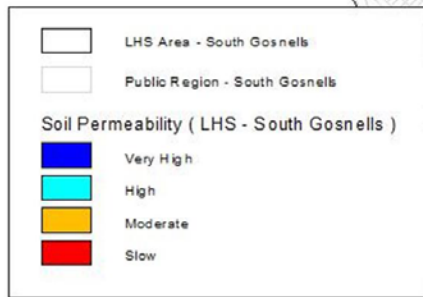 LHS Area - South Gosnells
Public Region - South Gosnells
Soil Permeability ( LHS - South Gosnells )
Very High
High
Moderate
Slow